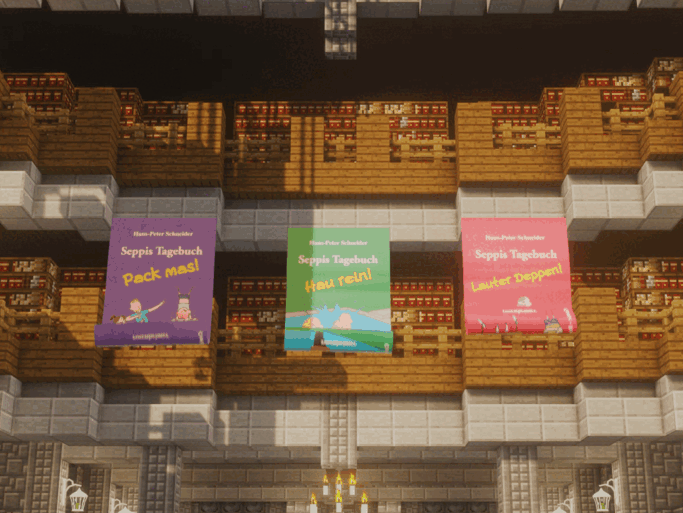 Hans-Peter Schneider
Seppis Tagebuch
Pack mas!
Hans-Peter Schneider
Seppis Tagebuch
Hau rein!
Hans-Peter Schneider
Seppis Tagebuch
Lauter Deppen!